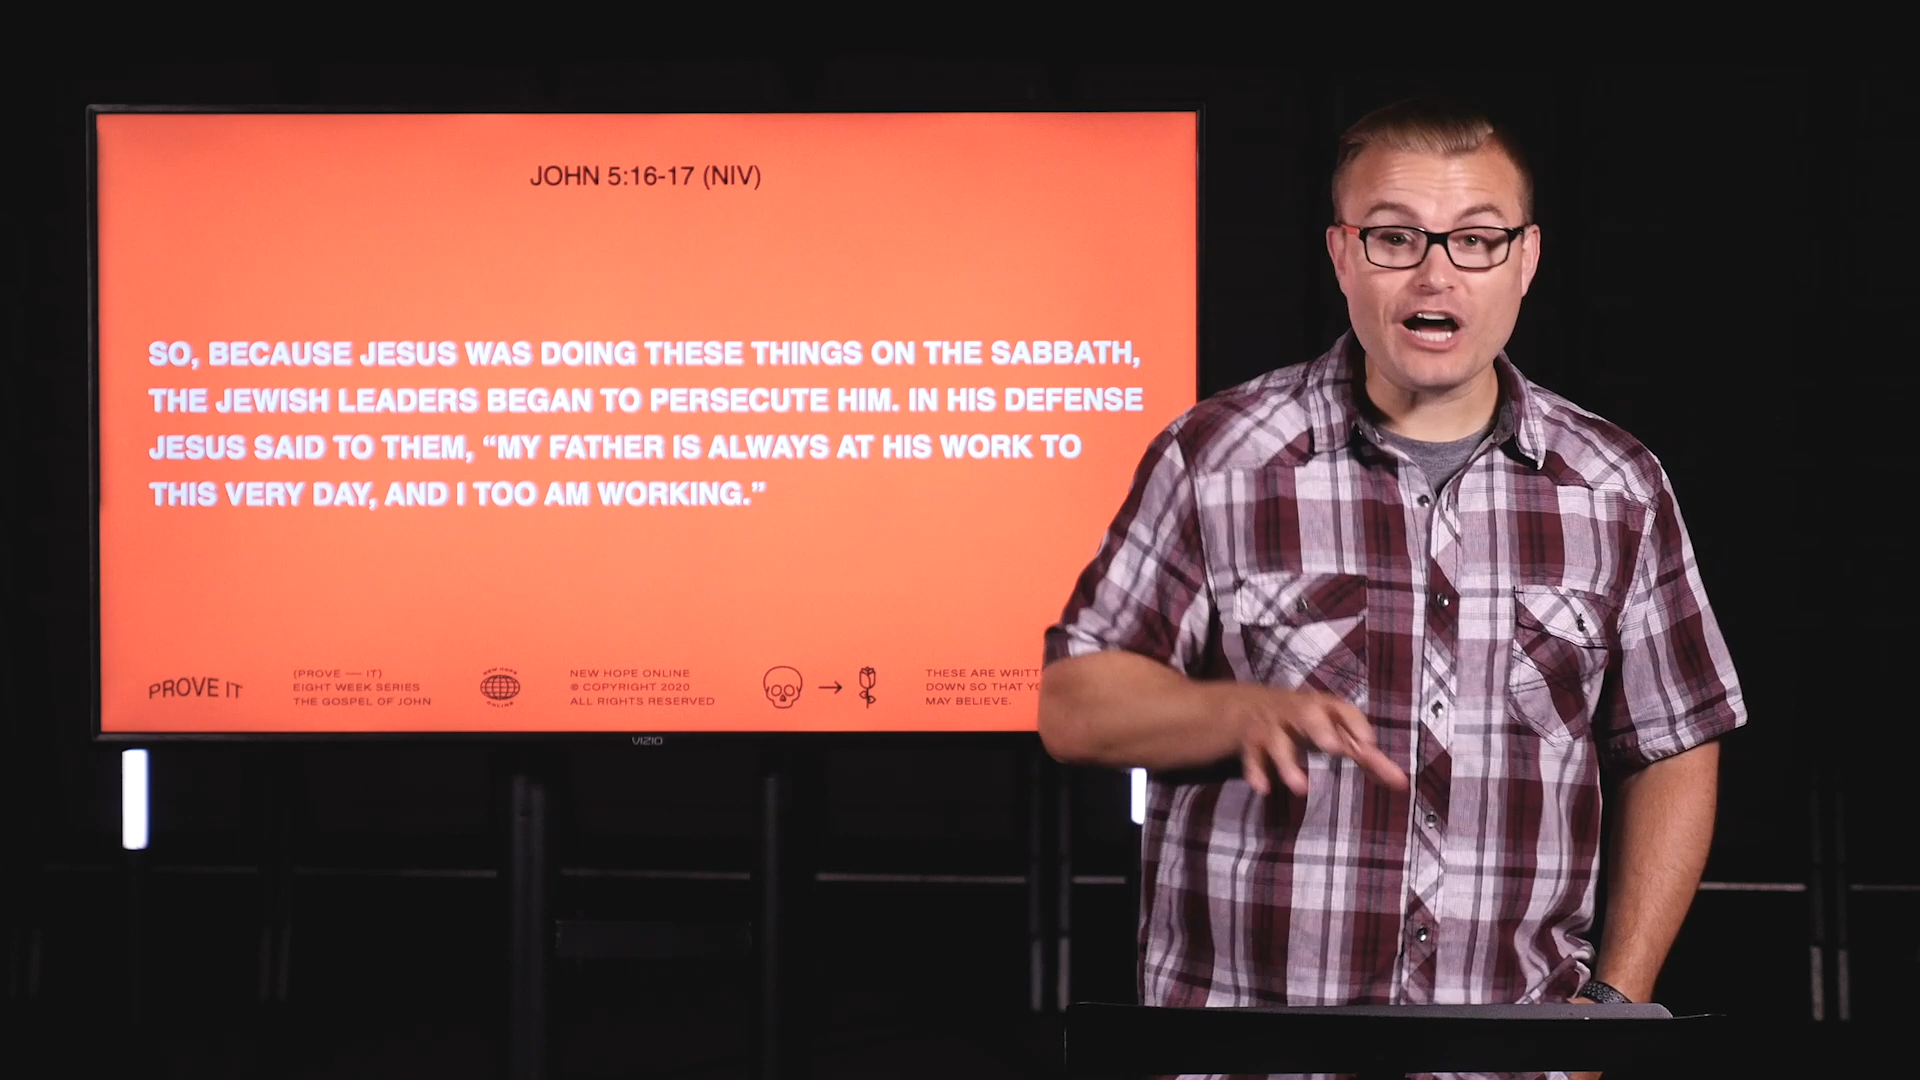 JOHN 5:16-17 (NIV)
SO, BECAUSE JESUS WAS DOING THESE THINGS ON THE SABBATH,
THE JEWISH LEADERS BEGAN TO PERSECUTE HIM. IN HIS DEFENSE
JESUS SAID TO THEM, “MY FATHER IS ALWAYS AT HIS WORK TO
THIS VERY DAY, AND I TOO AM WORKING.”
PROVE IT
(PROVE — IT)
EIGHT WEEK SERIES
THE GOSPEL OF JOHN
NEW HOPE
ONLINE
NEW HOPE ONLINE
© COPYRIGHT 2020
ALL RIGHTS RESERVED
THESE ARE WRITT
DOWN SO THAT
MAY BELIEVE.
VIZIO